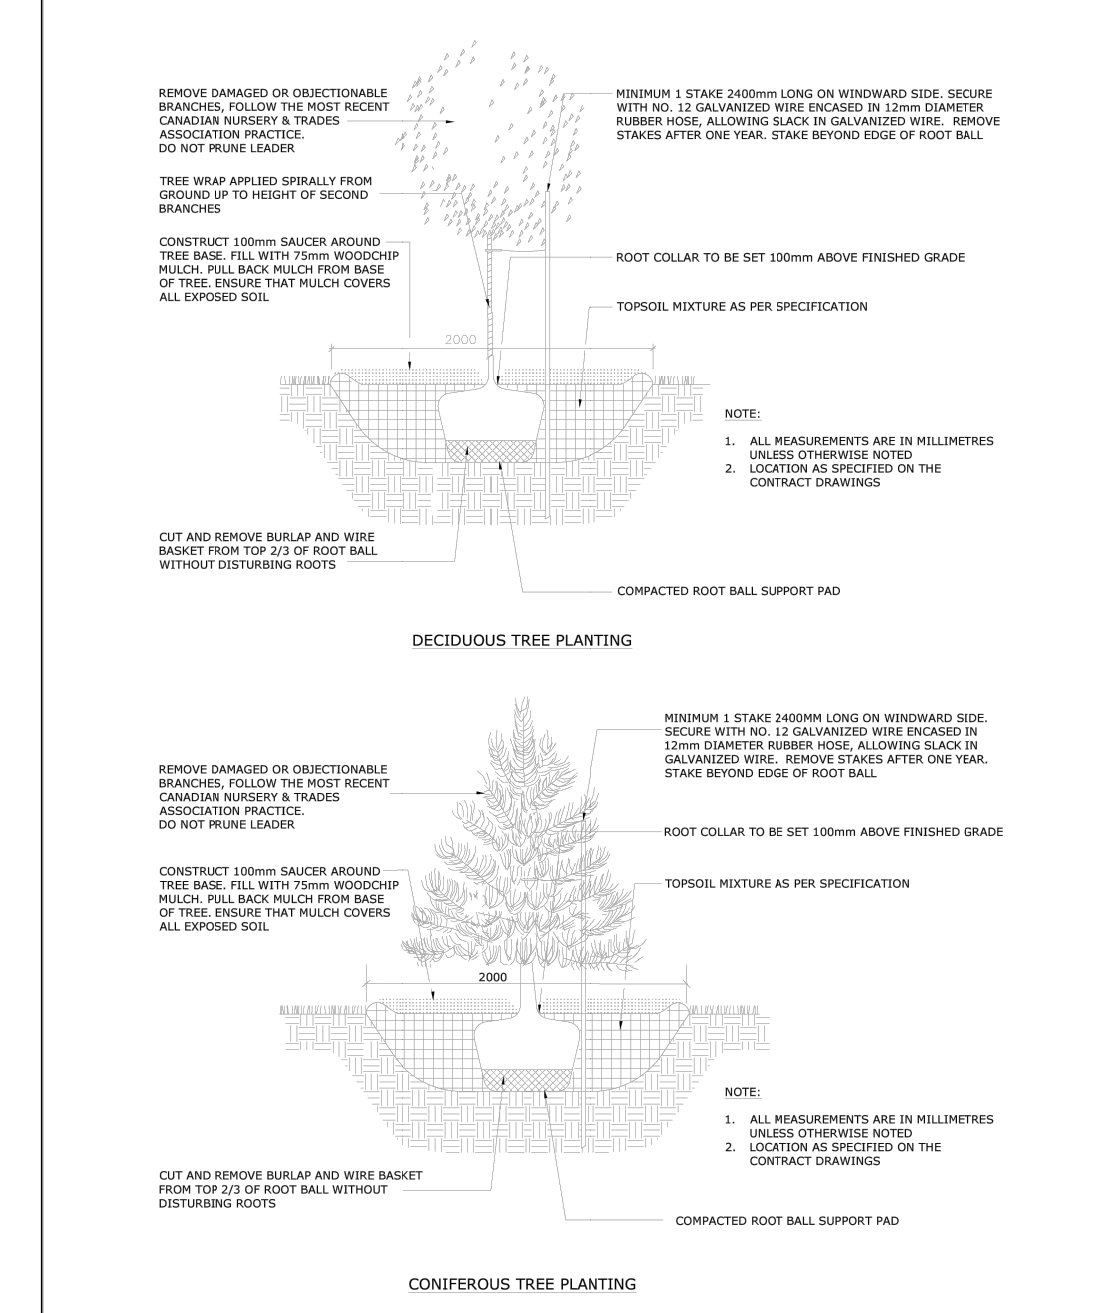 REMOVE DAMAGED OR OBJECTIONABLE
BRANCHES, FOLLOW THE MOST RECENT
CANADIAN NURSERY & TRADES
ASSOCIATION PRACTICE.
DO NOT PRUNE LEADER
TREE WRAP APPLIED SPIRALLY FROM
GROUND UP TO HEIGHT OF SECOND
BRANCHES
CONSTRUCT 100mm SAUCER AROUND
TREE BASE. FILL WITH 75mm WOODCHIP
MULCH. PULL BACK MULCH FROM BASE
OF TREE. ENSURE THAT MULCH COVERS
ALL EXPOSED SOIL
MINIMUM 1 STAKE 2400mm LONG ON WINDWARD SIDE. SECURE
WITH NO. 12 GALVANIZED WIRE ENCASED IN 12mm DIAMETER
RUBBER HOSE, ALLOWING SLACK IN GALVANIZED WIRE. REMOVE
STAKES AFTER ONE YEAR. STAKE BEYOND EDGE OF ROOT BALL
ROOT COLLAR TO BE SET 100mm ABOVE FINISHED GRADE
TOPSOIL MIXTURE AS PER SPECIFICATION
2000
NOTE:
1. ALL MEASUREMENTS ARE IN MILLIMETRES
UNLESS OTHERWISE NOTED
2. LOCATION AS SPECIFIED ON THE
CONTRACT DRAWINGS
CUT AND REMOVE BURLAP AND WIRE
BASKET FROM TOP 2/3 OF ROOT BALL
WITHOUT DISTURBING ROOTS
COMPACTED ROOT BALL SUPPORT PAD
DECIDUOUS TREE PLANTING
REMOVE DAMAGED OR OBJECTIONABLE
BRANCHES, FOLLOW THE MOST RECENT
CANADIAN NURSERY & TRADES
ASSOCIATION PRACTICE.
DO NOT PRUNE LEADER
CONSTRUCT 100mm SAUCER AROUND
TREE BASE. FILL WITH 75mm WOODCHIP
MULCH. PULL BACK MULCH FROM BASE
OF TREE. ENSURE THAT MULCH COVERS
ALL EXPOSED SOIL
MINIMUM 1 STAKE 2400MM LONG ON WINDWARD SIDE.
SECURE WITH NO. 12 GALVANIZED WIRE ENCASED IN
12mm DIAMETER RUBBER HOSE, ALLOWING SLACK IN
GALVANIZED WIRE. REMOVE STAKES AFTER ONE YEAR.
STAKE BEYOND EDGE OF ROOT BALL
ROOT COLLAR TO BE SET 100mm ABOVE FINISHED GRADE
TOPSOIL MIXTURE AS PER SPECIFICATION
2000
NOTE:
1. ALL MEASUREMENTS ARE IN MILLIMETRES
UNLESS OTHERWISE NOTED
2. LOCATION AS SPECIFIED ON THE
CONTRACT DRAWINGS
CUT AND REMOVE BURLAP AND WIRE BASKET
FROM TOP 2/3 OF ROOT BALL WITHOUT
DISTURBING ROOTS
COMPACTED ROOT BALL SUPPORT PAD
CONIFEROUS TREE PLANTING